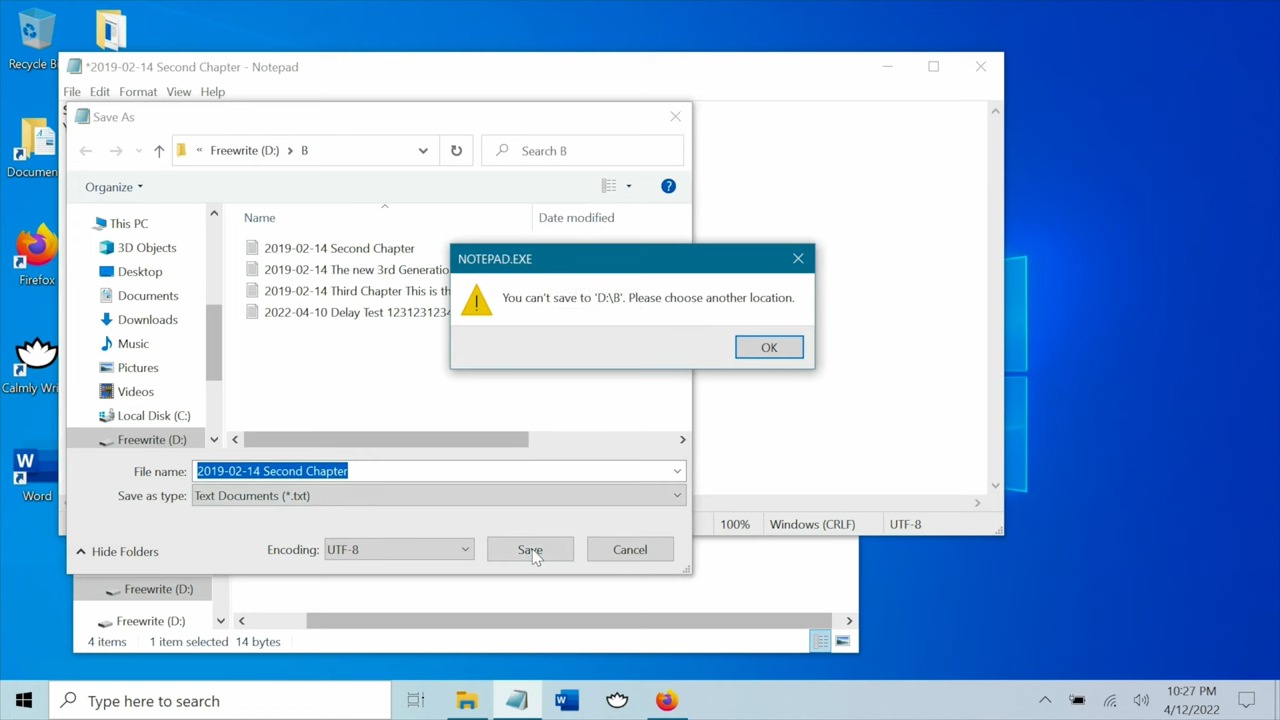 Recycle B
*2019-02-14 Second Chapter - Notepad
File Edit Format View Help
Save As
« Freewrite (D:) > B
Search B
Organize
Name
Date modified
Documen
Firefox
Calmly Wri
Word
This PC
3D Objects
Desktop
Documents
Downloads
Music
Pictures
Videos
Local Disk (C:)
Freewrite (D:)
2019-02-14 Second Chapter
2019-02-14 The new 3rd Generatio
2019-02-14 Third Chapter This is th
2022-04-10 Delay Test 1231231234
NOTEPAD.EXE
You can't save to 'D:\B'. Please choose another location.
OK
File name: 2019-02-14 Second Chapter
Save as type: Text Documents (*.txt)
Hide Folders
Encoding: UTF-8
Save
Cancel
100% Windows (CRLF) UTF-8
Freewrite (D:)
Freewrite (D:)
4 items 1 item selected 14 bytes
Type here to search
10:27 PM
4/12/2022